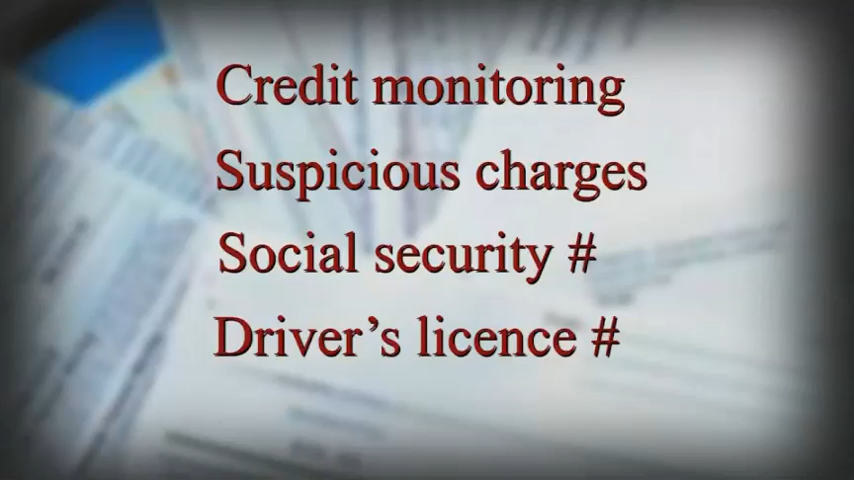 Credit monitoring
Suspicious charges
Social security #
Driver’s licence #